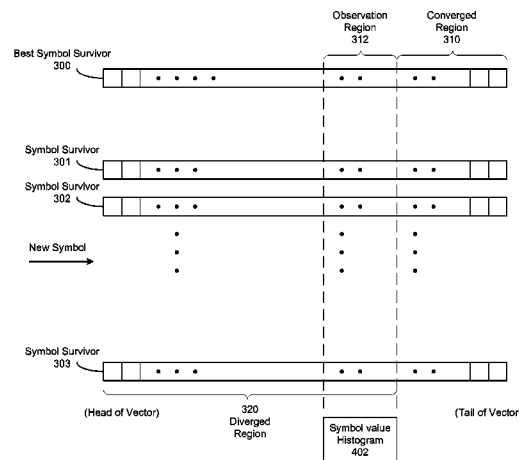 Observation
Region
312
Converged
Region
310
Best Symbol Survivor
300
Symbol Survivor
301
Symbol Survivor
302
New Symbol
Symbol Survivor
303
(Head of Vector)
320
Diverged
Region
Symbol value
Histogram
402
(Tail of Vector